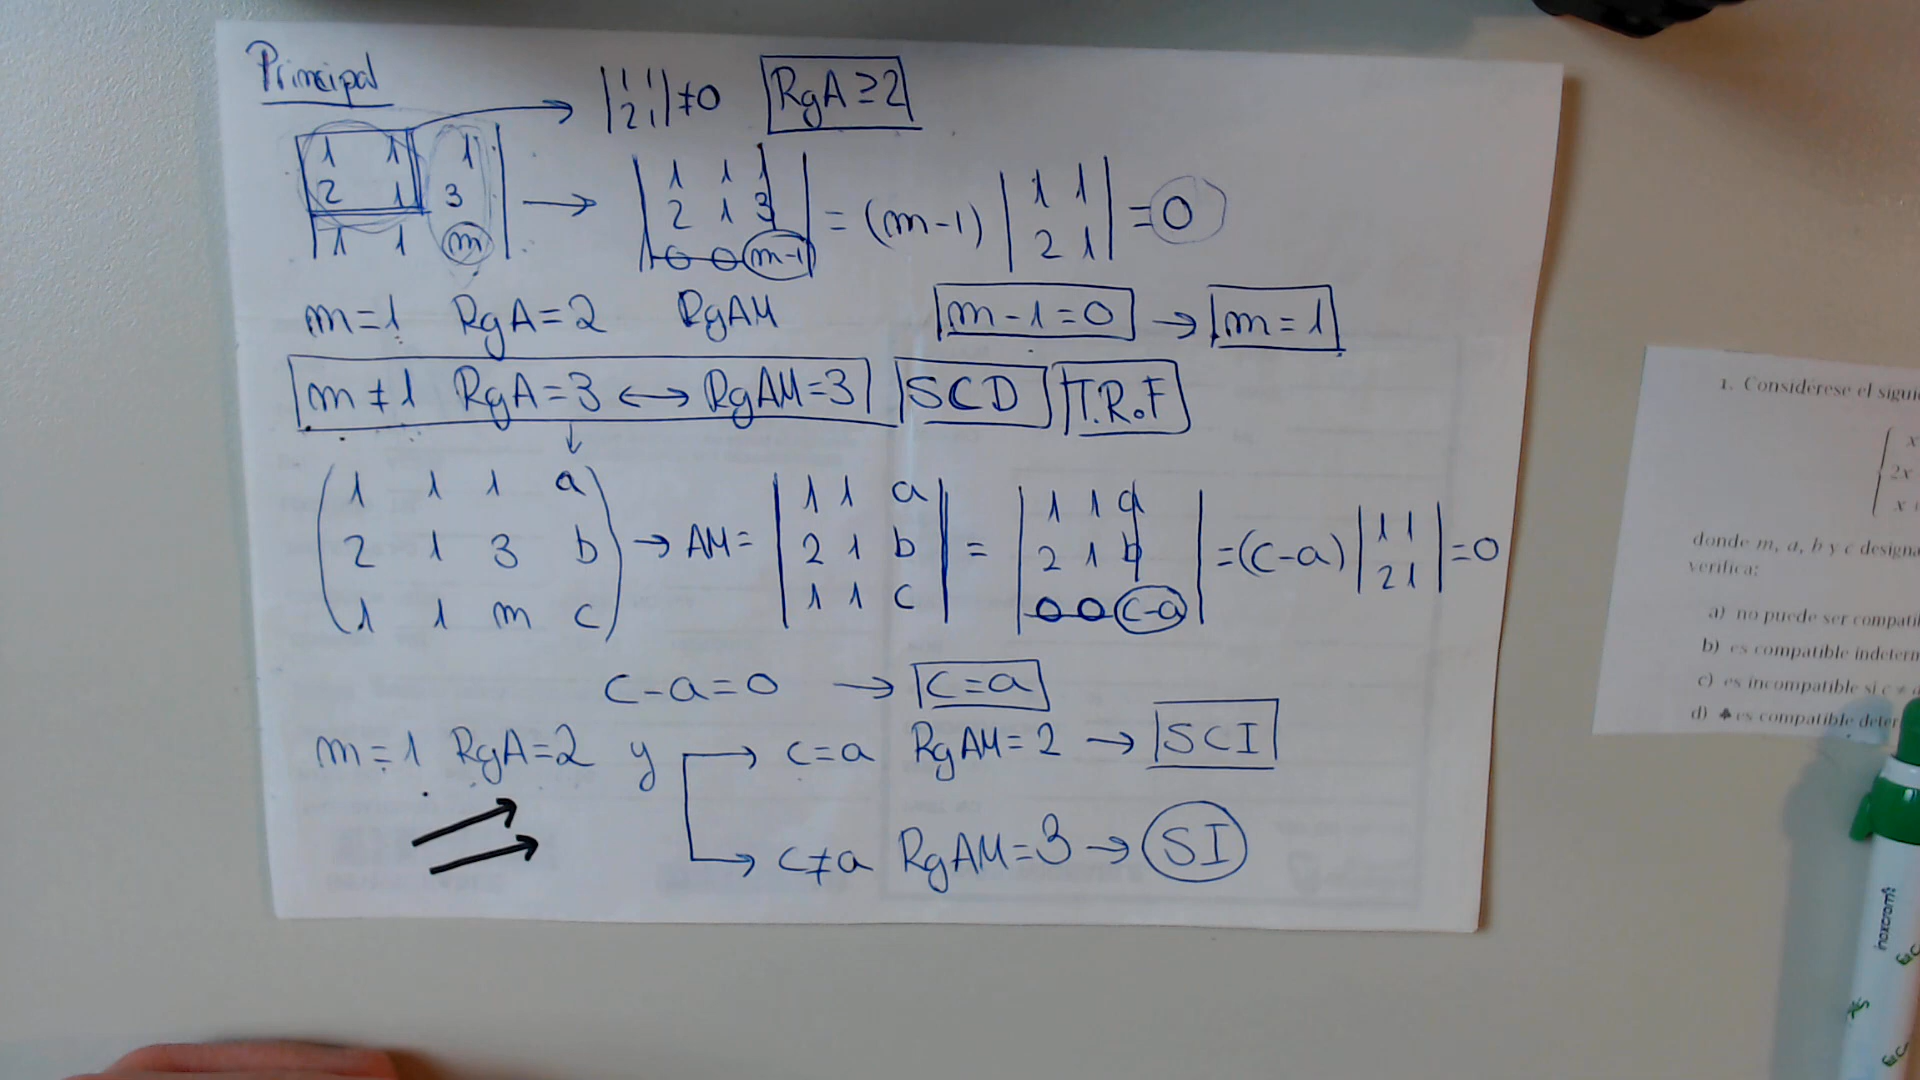 Principal
|1 1; 2 1| ≠ 0 RgA ≥ 2
|1 1 1; 2 1 3; 1 1 m| → |1 1 1; 2 1 3; 0 0 m-1| = (m-1) |1 1; 2 1| = 0
m=1 RgA=2 RgAM m-1=0 → m=1
m≠1 RgA=3 ↔ RgAM=3 SCD T.R.F
(1 1 1 a; 2 1 3 b; 1 1 m c) → AM = |1 1 a; 2 1 b; 1 1 c| = |1 1 a; 2 1 b; 0 0 c-a| = (c-a) |1 1; 2 1| = 0
c-a=0 → c=a
m=1 RgA=2 y → c=a RgAM=2 → SCI
→ c≠a RgAM=3 → SI
1. Considérese el
x
2x
x
donde m, a, b y c
verifica:
a) no puede ser
b) es compatible
c) es incompatible si c ≠
d) ♣ es compatible
inoxcrom